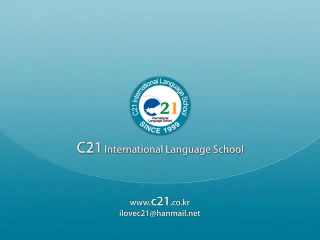 C21 International Language School
C21
International
Language School
SINCE 1999
C21 International Language School
www.c21.co.kr
ilovec21@hanmail.net